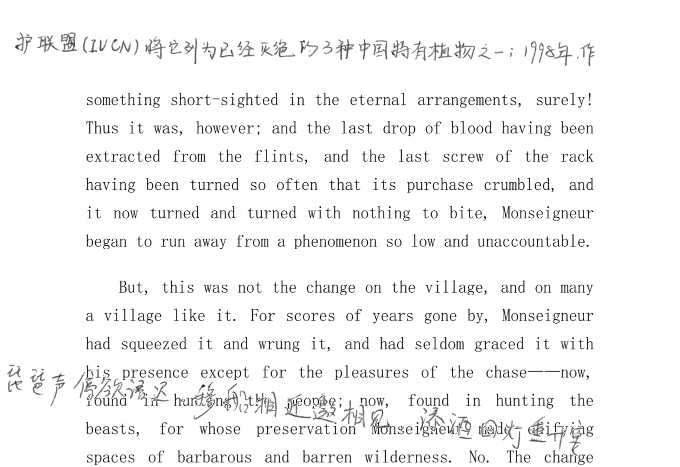 护联盟(IUCN)将它列为已经灭绝的3种中国特有植物之一；1998年，作
something short-sighted in the eternal arrangements, surely!
Thus it was, however; and the last drop of blood having been
extracted from the flints, and the last screw of the rack
having been turned so often that its purchase crumbled, and
it now turned and turned with nothing to bite, Monseigneur
began to run away from a phenomenon so low and unaccountable.
But, this was not the change on the village, and on many
a village like it. For scores of years gone by, Monseigneur
had squeezed it and wrung it, and had seldom graced it with
his presence except for the pleasures of the chase——now,
琵琶声停欲语迟 移船相近邀相见，添酒回灯重开宴
found in hunting the people; now, found in hunting the
beasts, for whose preservation Monseigneur made edifying
spaces of barbarous and barren wilderness. No. The change